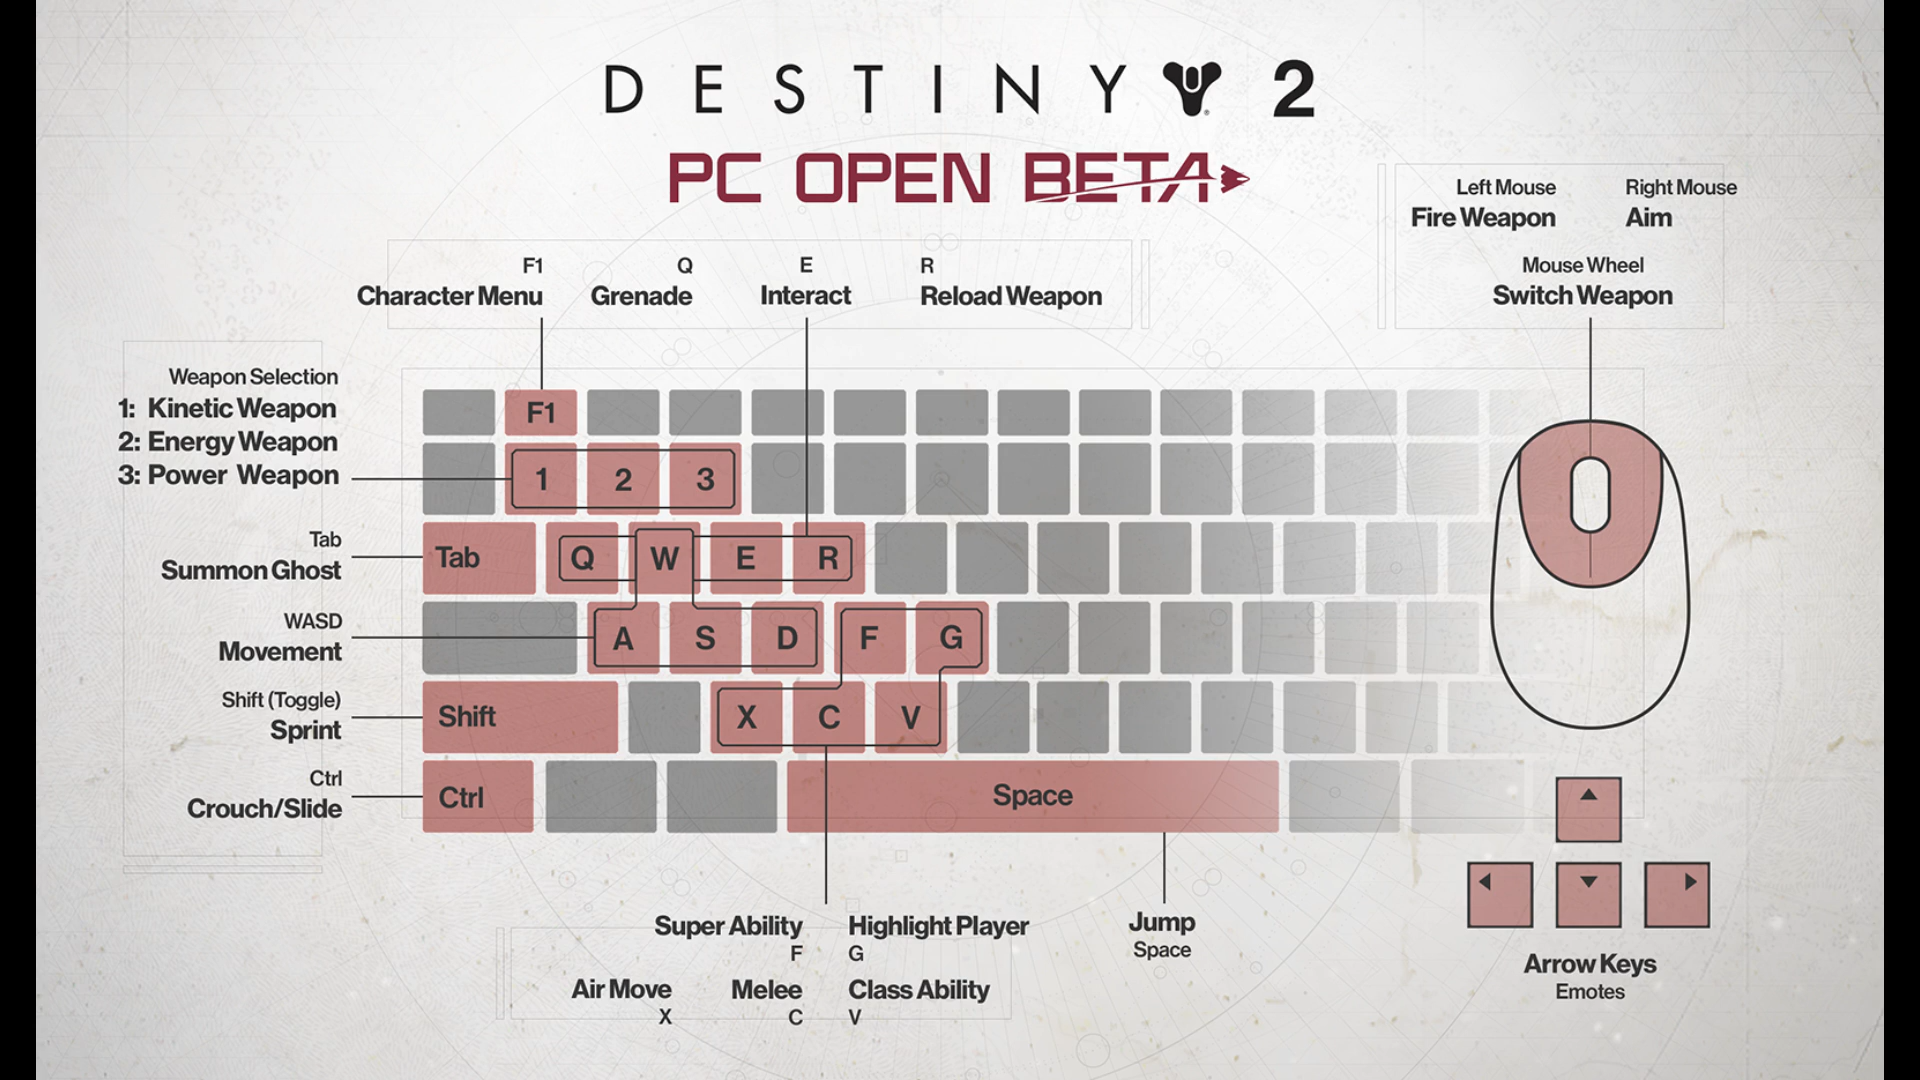 DESTINY 2
PC OPEN BETA
Left Mouse
Fire Weapon
Right Mouse
Aim
Mouse Wheel
Switch Weapon
F1
Character Menu
Q
Grenade
E
Interact
R
Reload Weapon
Weapon Selection
1: Kinetic Weapon
2: Energy Weapon
3: Power Weapon
Tab
Summon Ghost
WASD
Movement
Shift (Toggle)
Sprint
Ctrl
Crouch/Slide
F1
1 2 3
Tab Q W E R
A S D F G
Shift X C V
Ctrl Space
Super Ability
F
Highlight Player
G
Air Move
X
Melee
C
Class Ability
V
Jump
Space
Arrow Keys
Emotes